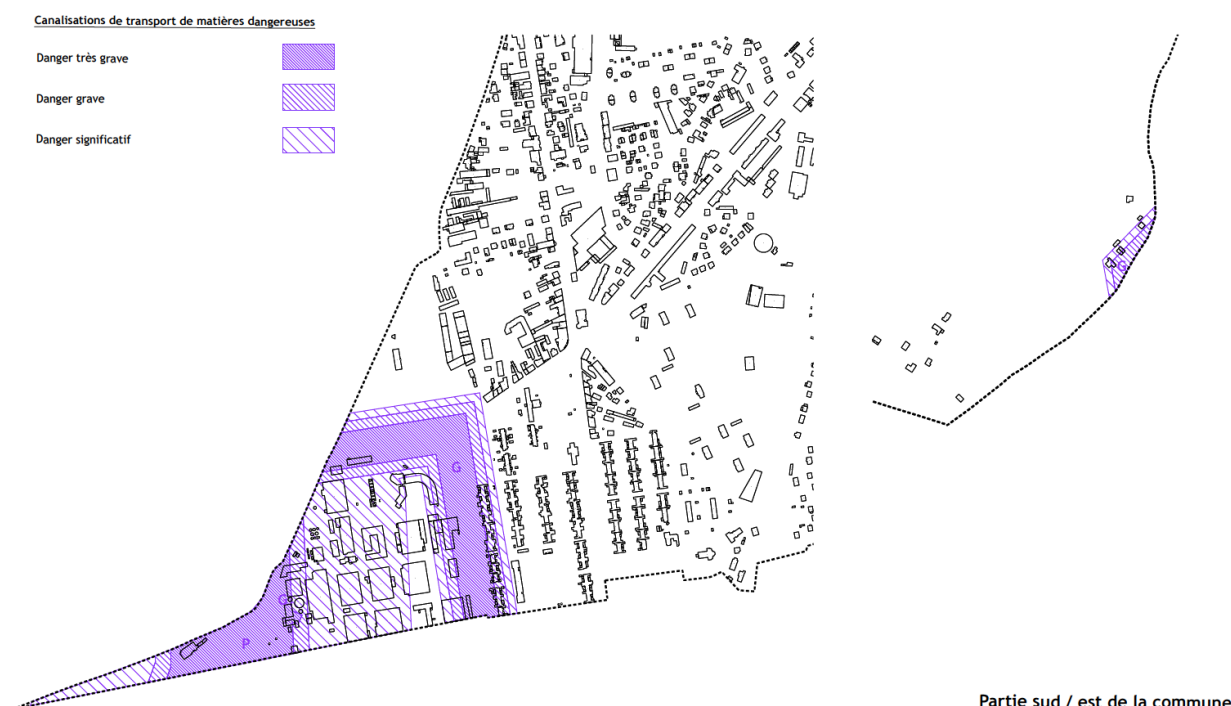 Canalisations de transport de matières dangereuses
Danger très grave
Danger grave
Danger significatif
G
G
G
P
Partie sud / est de la commune